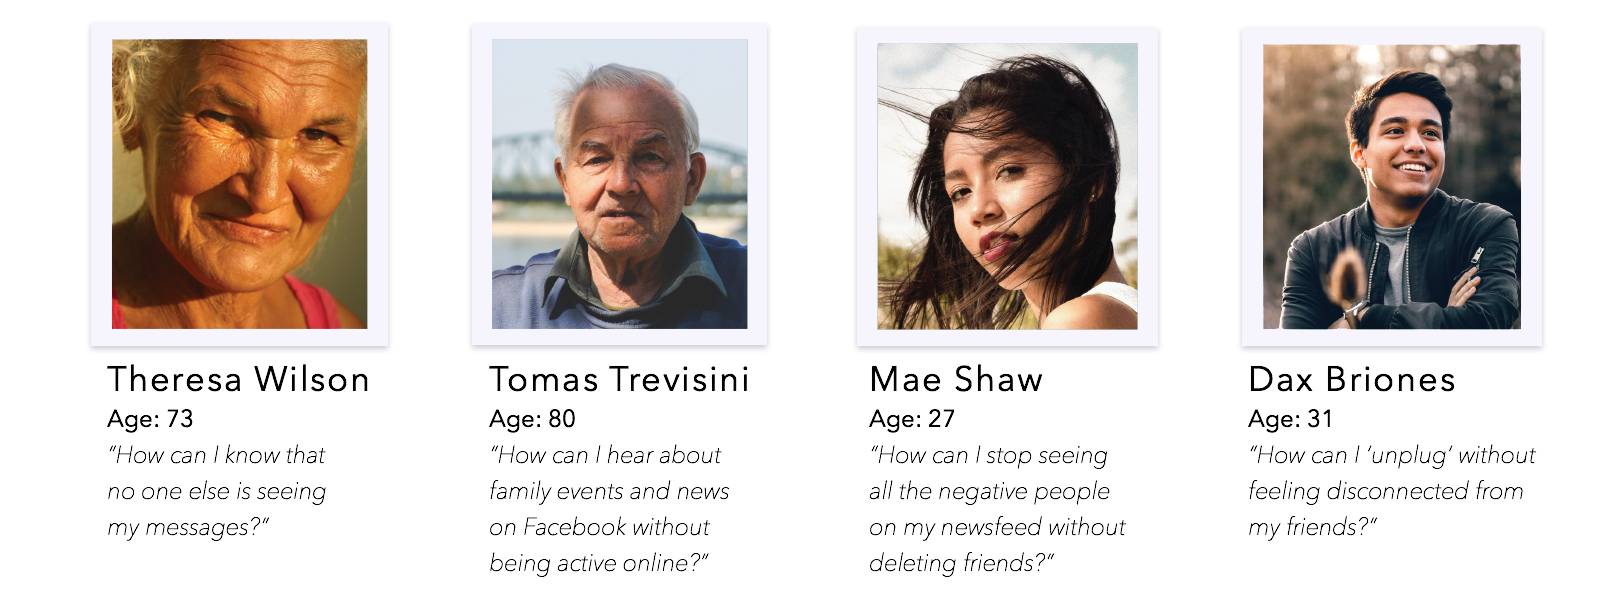 Theresa Wilson
Age: 73
“How can I know that
no one else is seeing
my messages?”
Tomas Trevisini
Age: 80
“How can I hear about
family events and news
on Facebook without
being active online?”
Mae Shaw
Age: 27
“How can I stop seeing
all the negative people
on my newsfeed without
deleting friends?”
Dax Briones
Age: 31
“How can I ‘unplug’ without
feeling disconnected from
my friends?”